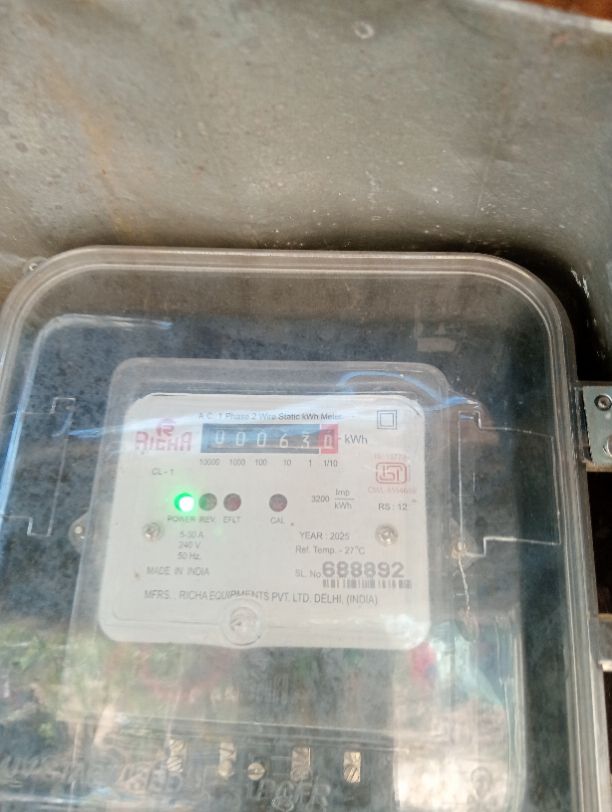 A.C. 1 Phase 2 Wire Static kWh Meter
RICHA
000630 kWh
10000 1000 100 10 1 1/10
CL - 1
POWER REV. EFLT CAL
3200 Imp/kWh
RS : 12
5-30 A
240 V
50 Hz.
YEAR : 2025
Ref. Temp. - 27°C
MADE IN INDIA
SL. No. 688892
MFRS. : RICHA EQUIPMENTS PVT. LTD. DELHI, (INDIA)